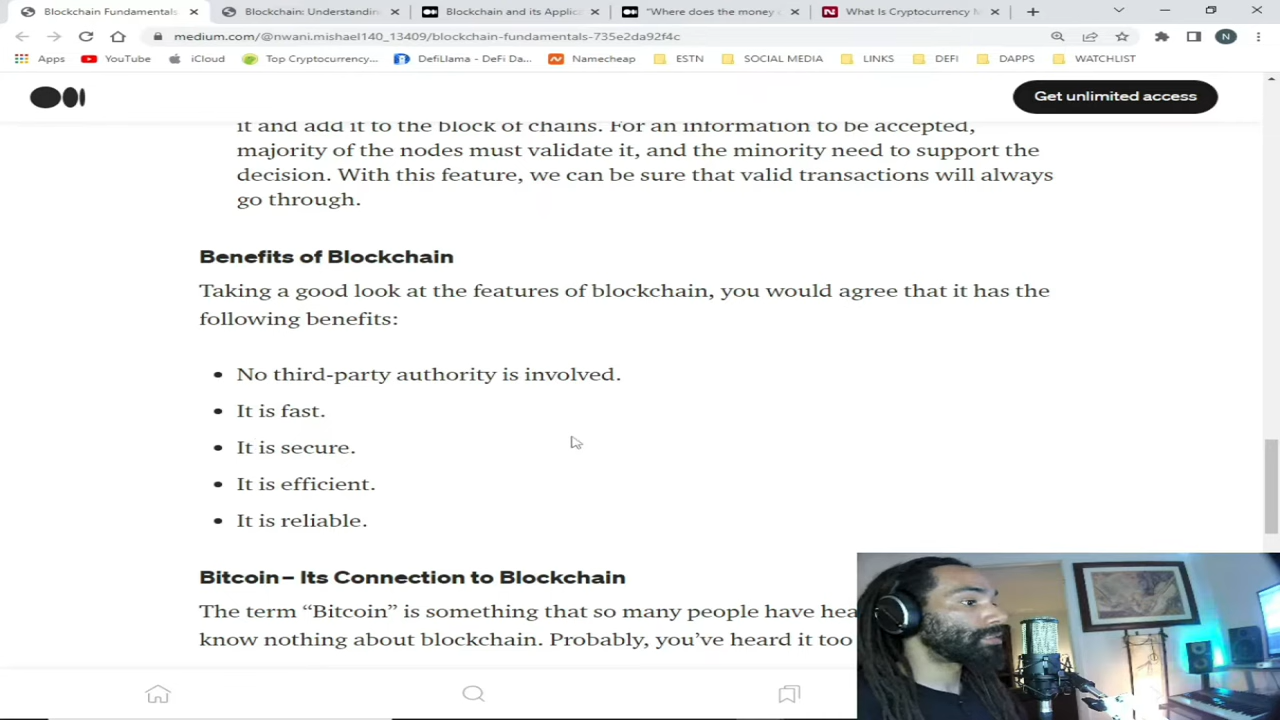 Blockchain Fundamentals
Blockchain: Understandin
Blockchain and its Applic
"Where does the money
What Is Cryptocurrency
medium.com/@nwani.mishael140_13409/blockchain-fundamentals-735e2da92f4c
N
Apps
YouTube
iCloud
Top Cryptocurrency...
DefiLlama - DeFi Da...
Namecheap
ESTN
SOCIAL MEDIA
LINKS
DEFI
DAPPS
WATCHLIST
Get unlimited access
it and add it to the block of chains. For an information to be accepted,
majority of the nodes must validate it, and the minority need to support the
decision. With this feature, we can be sure that valid transactions will always
go through.
Benefits of Blockchain
Taking a good look at the features of blockchain, you would agree that it has the
following benefits:
• No third-party authority is involved.
• It is fast.
• It is secure.
• It is efficient.
• It is reliable.
Bitcoin – Its Connection to Blockchain
The term “Bitcoin” is something that so many people have hea
know nothing about blockchain. Probably, you’ve heard it too